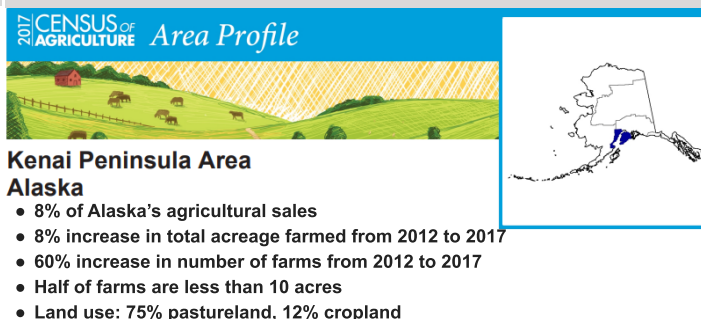 2017 CENSUS OF AGRICULTURE Area Profile
Kenai Peninsula Area
Alaska
● 8% of Alaska's agricultural sales
● 8% increase in total acreage farmed from 2012 to 2017
● 60% increase in number of farms from 2012 to 2017
● Half of farms are less than 10 acres
● Land use: 75% pastureland, 12% cropland